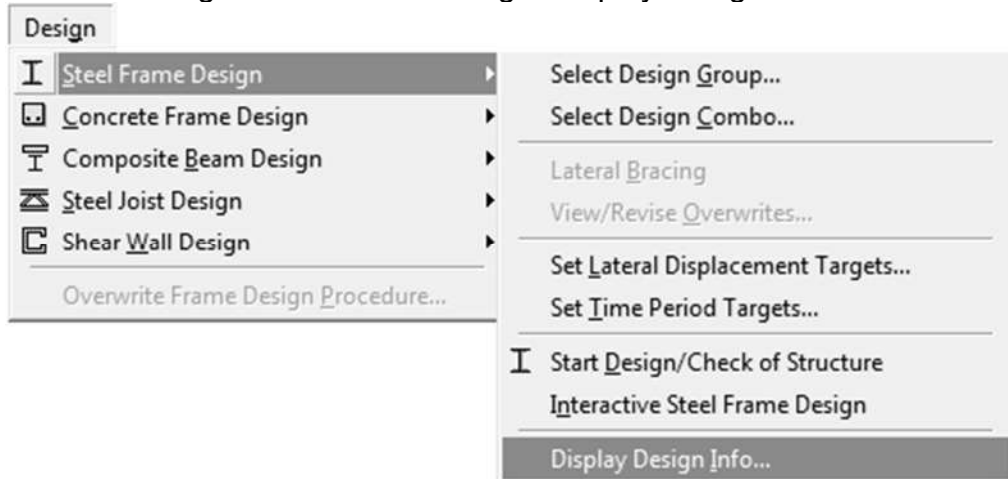 Design
Steel Frame Design
Concrete Frame Design
Composite Beam Design
Steel Joist Design
Shear Wall Design
Overwrite Frame Design Procedure...
Select Design Group...
Select Design Combo...
Lateral Bracing
View/Revise Overwrites...
Set Lateral Displacement Targets...
Set Time Period Targets...
Start Design/Check of Structure
Interactive Steel Frame Design
Display Design Info...